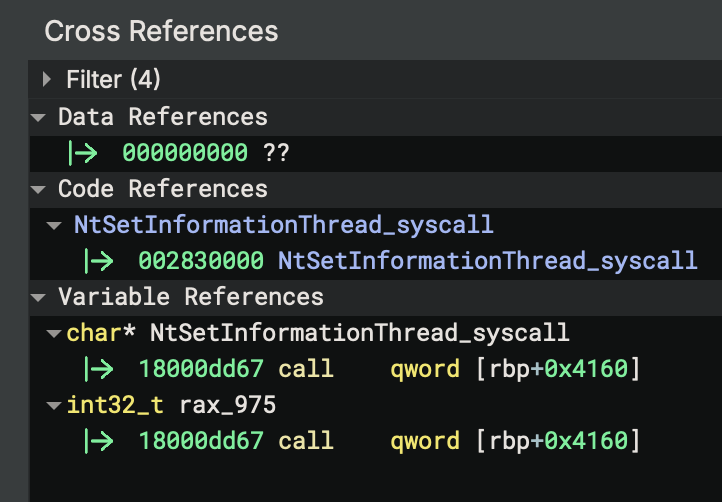 Cross References
Filter (4)
Data References
000000000 ??
Code References
NtSetInformationThread_syscall
002830000 NtSetInformationThread_syscall
Variable References
char* NtSetInformationThread_syscall
18000dd67 call    qword [rbp+0x4160]
int32_t rax_975
18000dd67 call    qword [rbp+0x4160]